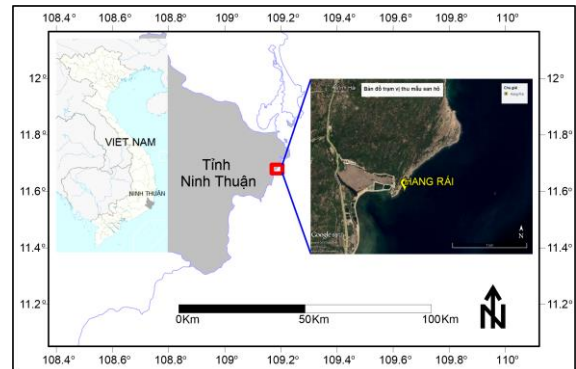 108.4 108.6 108.8 109° 109.2 109.4° 109.6° 109.8° 110°
12°
11.8°
11.6°
11.4°
11.2°
VIET NAM
NINH THUẬN
Tỉnh
Ninh Thuận
Bản đồ trạm vị thu mẫu san hô
HANG RÁI
Google
N
0Km 50Km 100Km
N
12°
11.8°
11.6°
11.4°
11.2°
108.4° 108.6° 108.8° 109° 109.2° 109.4° 109.6° 109.8° 110°